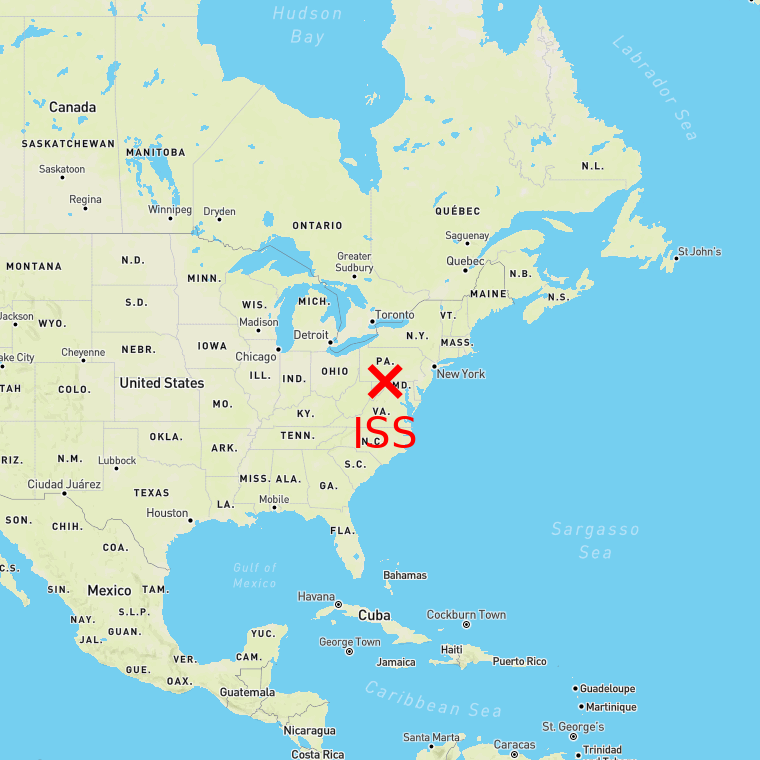 Hudson
Bay
Labrador Sea
Canada
SASKATCHEWAN
MANITOBA
Saskatoon
N.L.
Regina
Winnipeg
Dryden
ONTARIO
QUÉBEC
Saguenay
St John's
Greater
Sudbury
Quebec
MONTANA
N.D.
MINN.
N.B.
MAINE
N.S.
S.D.
WIS.
MICH.
Jackson
WYO.
Madison
Toronto
VT.
Detroit
N.Y.
MASS.
NEBR.
IOWA
Chicago
ake City
Cheyenne
PA.
OHIO
New York
ILL.
IND.
UTAH
COLO.
United States
MD.
MO.
KY.
VA.
ISS
OKLA.
TENN.
N.C.
ARK.
RIZ.
N.M.
Lubbock
S.C.
Ciudad Juárez
TEXAS
MISS.
ALA.
GA.
Mobile
LA.
Houston
SON.
CHIH.
FLA.
Sargasso
Sea
COA.
Gulf of
Mexico
C.S.
Bahamas
SIN.
Mexico
TAM.
Havana
Cuba
S.L.P.
NAY.
Cockburn Town
GUAN.
JAL.
YUC.
George Town
Haiti
VER.
CAM.
Jamaica
Puerto Rico
GUE.
OAX.
Guatemala
Guadeloupe
Caribbean Sea
Martinique
Nicaragua
St. George's
Santa Marta
Caracas
Costa Rica
Trinidad